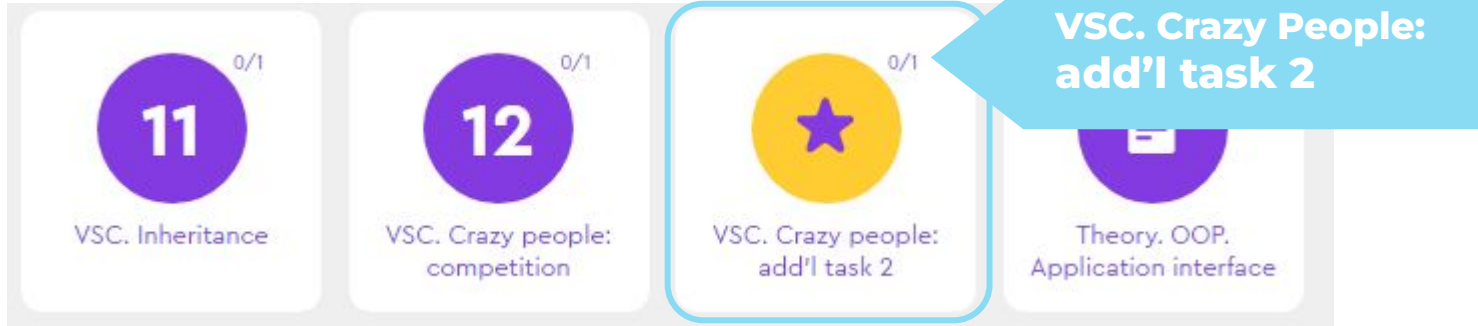 VSC. Crazy People:
add’l task 2
0/1
11
VSC. Inheritance
0/1
12
VSC. Crazy people:
competition
0/1
VSC. Crazy people:
add'l task 2
Theory. OOP.
Application interface